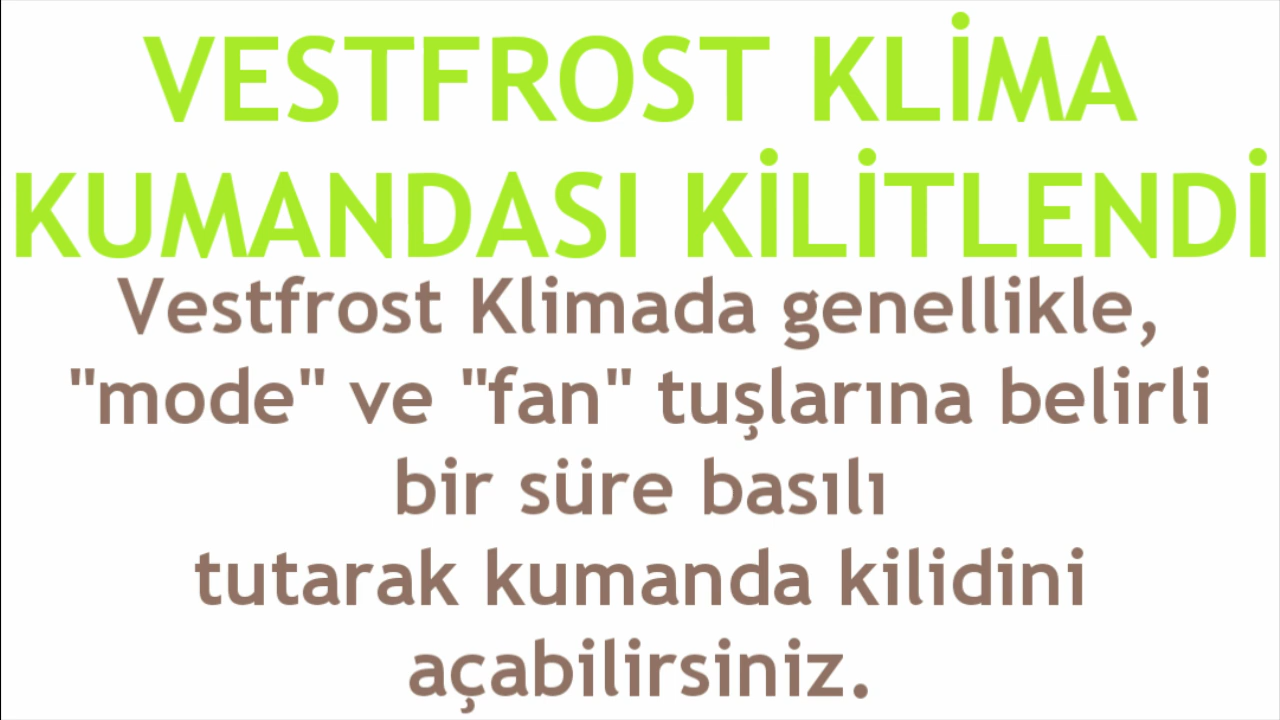 VESTFROST KLİMA
KUMANDASI KİLİTLENDİ
Vestfrost Klimada genellikle,
"mode" ve "fan" tuşlarına belirli
bir süre basılı
tutarak kumanda kilidini
açabilirsiniz.